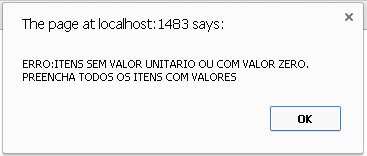 The page at localhost:1483 says:
ERRO:ITENS SEM VALOR UNITARIO OU COM VALOR ZERO.
PREENCHA TODOS OS ITENS COM VALORES
OK